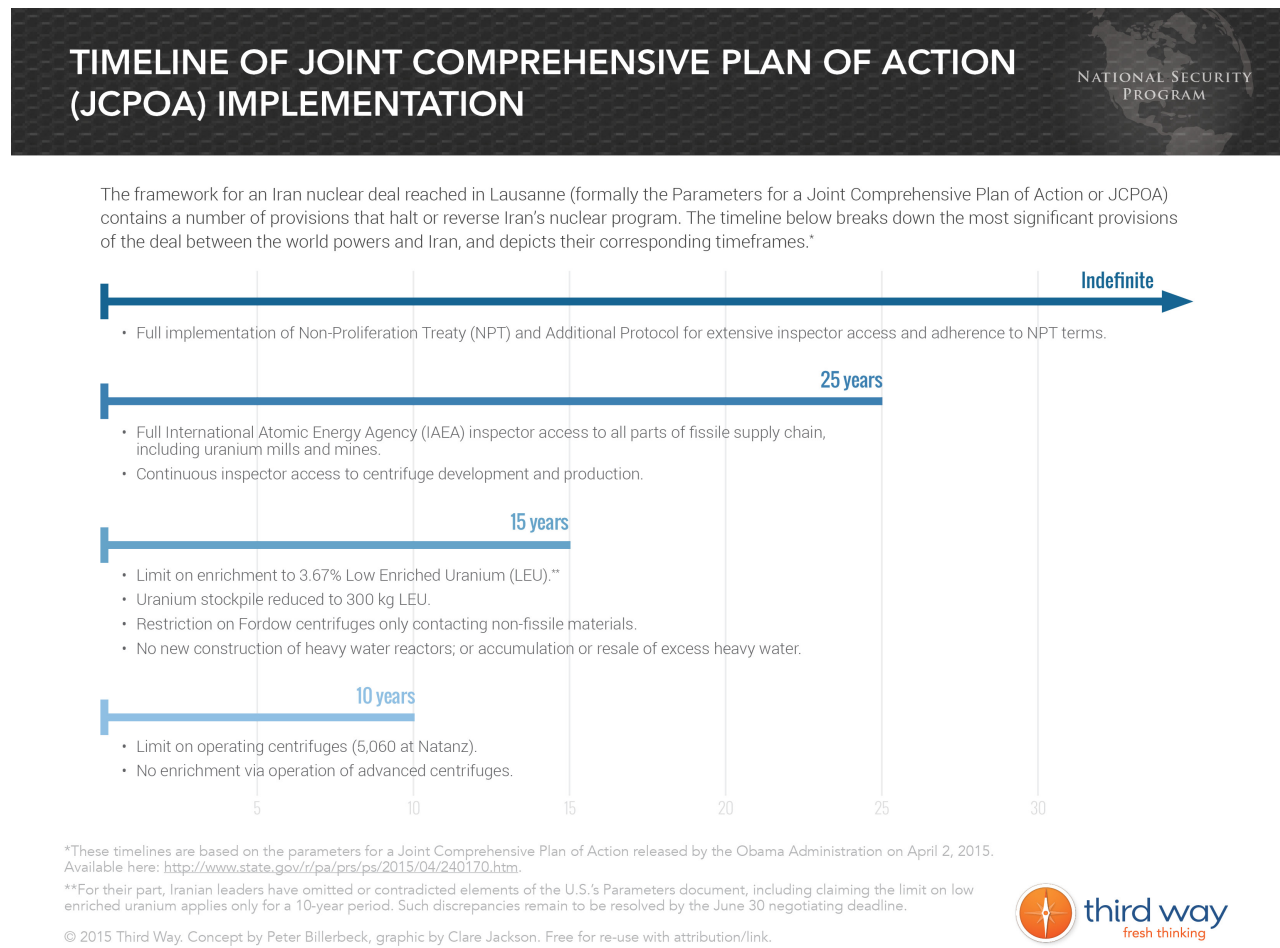 TIMELINE OF JOINT COMPREHENSIVE PLAN OF ACTION
(JCPOA) IMPLEMENTATION
NATIONAL SECURITY
PROGRAM
The framework for an Iran nuclear deal reached in Lausanne (formally the Parameters for a Joint Comprehensive Plan of Action or JCPOA)
contains a number of provisions that halt or reverse Iran’s nuclear program. The timeline below breaks down the most significant provisions
of the deal between the world powers and Iran, and depicts their corresponding timeframes.*
Indefinite
• Full implementation of Non-Proliferation Treaty (NPT) and Additional Protocol for extensive inspector access and adherence to NPT terms.
25 years
• Full International Atomic Energy Agency (IAEA) inspector access to all parts of fissile supply chain,
including uranium mills and mines.
• Continuous inspector access to centrifuge development and production.
15 years
• Limit on enrichment to 3.67% Low Enriched Uranium (LEU).**
• Uranium stockpile reduced to 300 kg LEU.
• Restriction on Fordow centrifuges only contacting non-fissile materials.
• No new construction of heavy water reactors; or accumulation or resale of excess heavy water.
10 years
• Limit on operating centrifuges (5,060 at Natanz).
• No enrichment via operation of advanced centrifuges.
5 10 15 20 25 30
*These timelines are based on the parameters for a Joint Comprehensive Plan of Action released by the Obama Administration on April 2, 2015.
Available here: http://www.state.gov/r/pa/prs/ps/2015/04/240170.htm.
**For their part, Iranian leaders have omitted or contradicted elements of the U.S.’s Parameters document, including claiming the limit on low
enriched uranium applies only for a 10-year period. Such discrepancies remain to be resolved by the June 30 negotiating deadline.
© 2015 Third Way. Concept by Peter Billerbeck, graphic by Clare Jackson. Free for re-use with attribution/link.
third way
fresh thinking